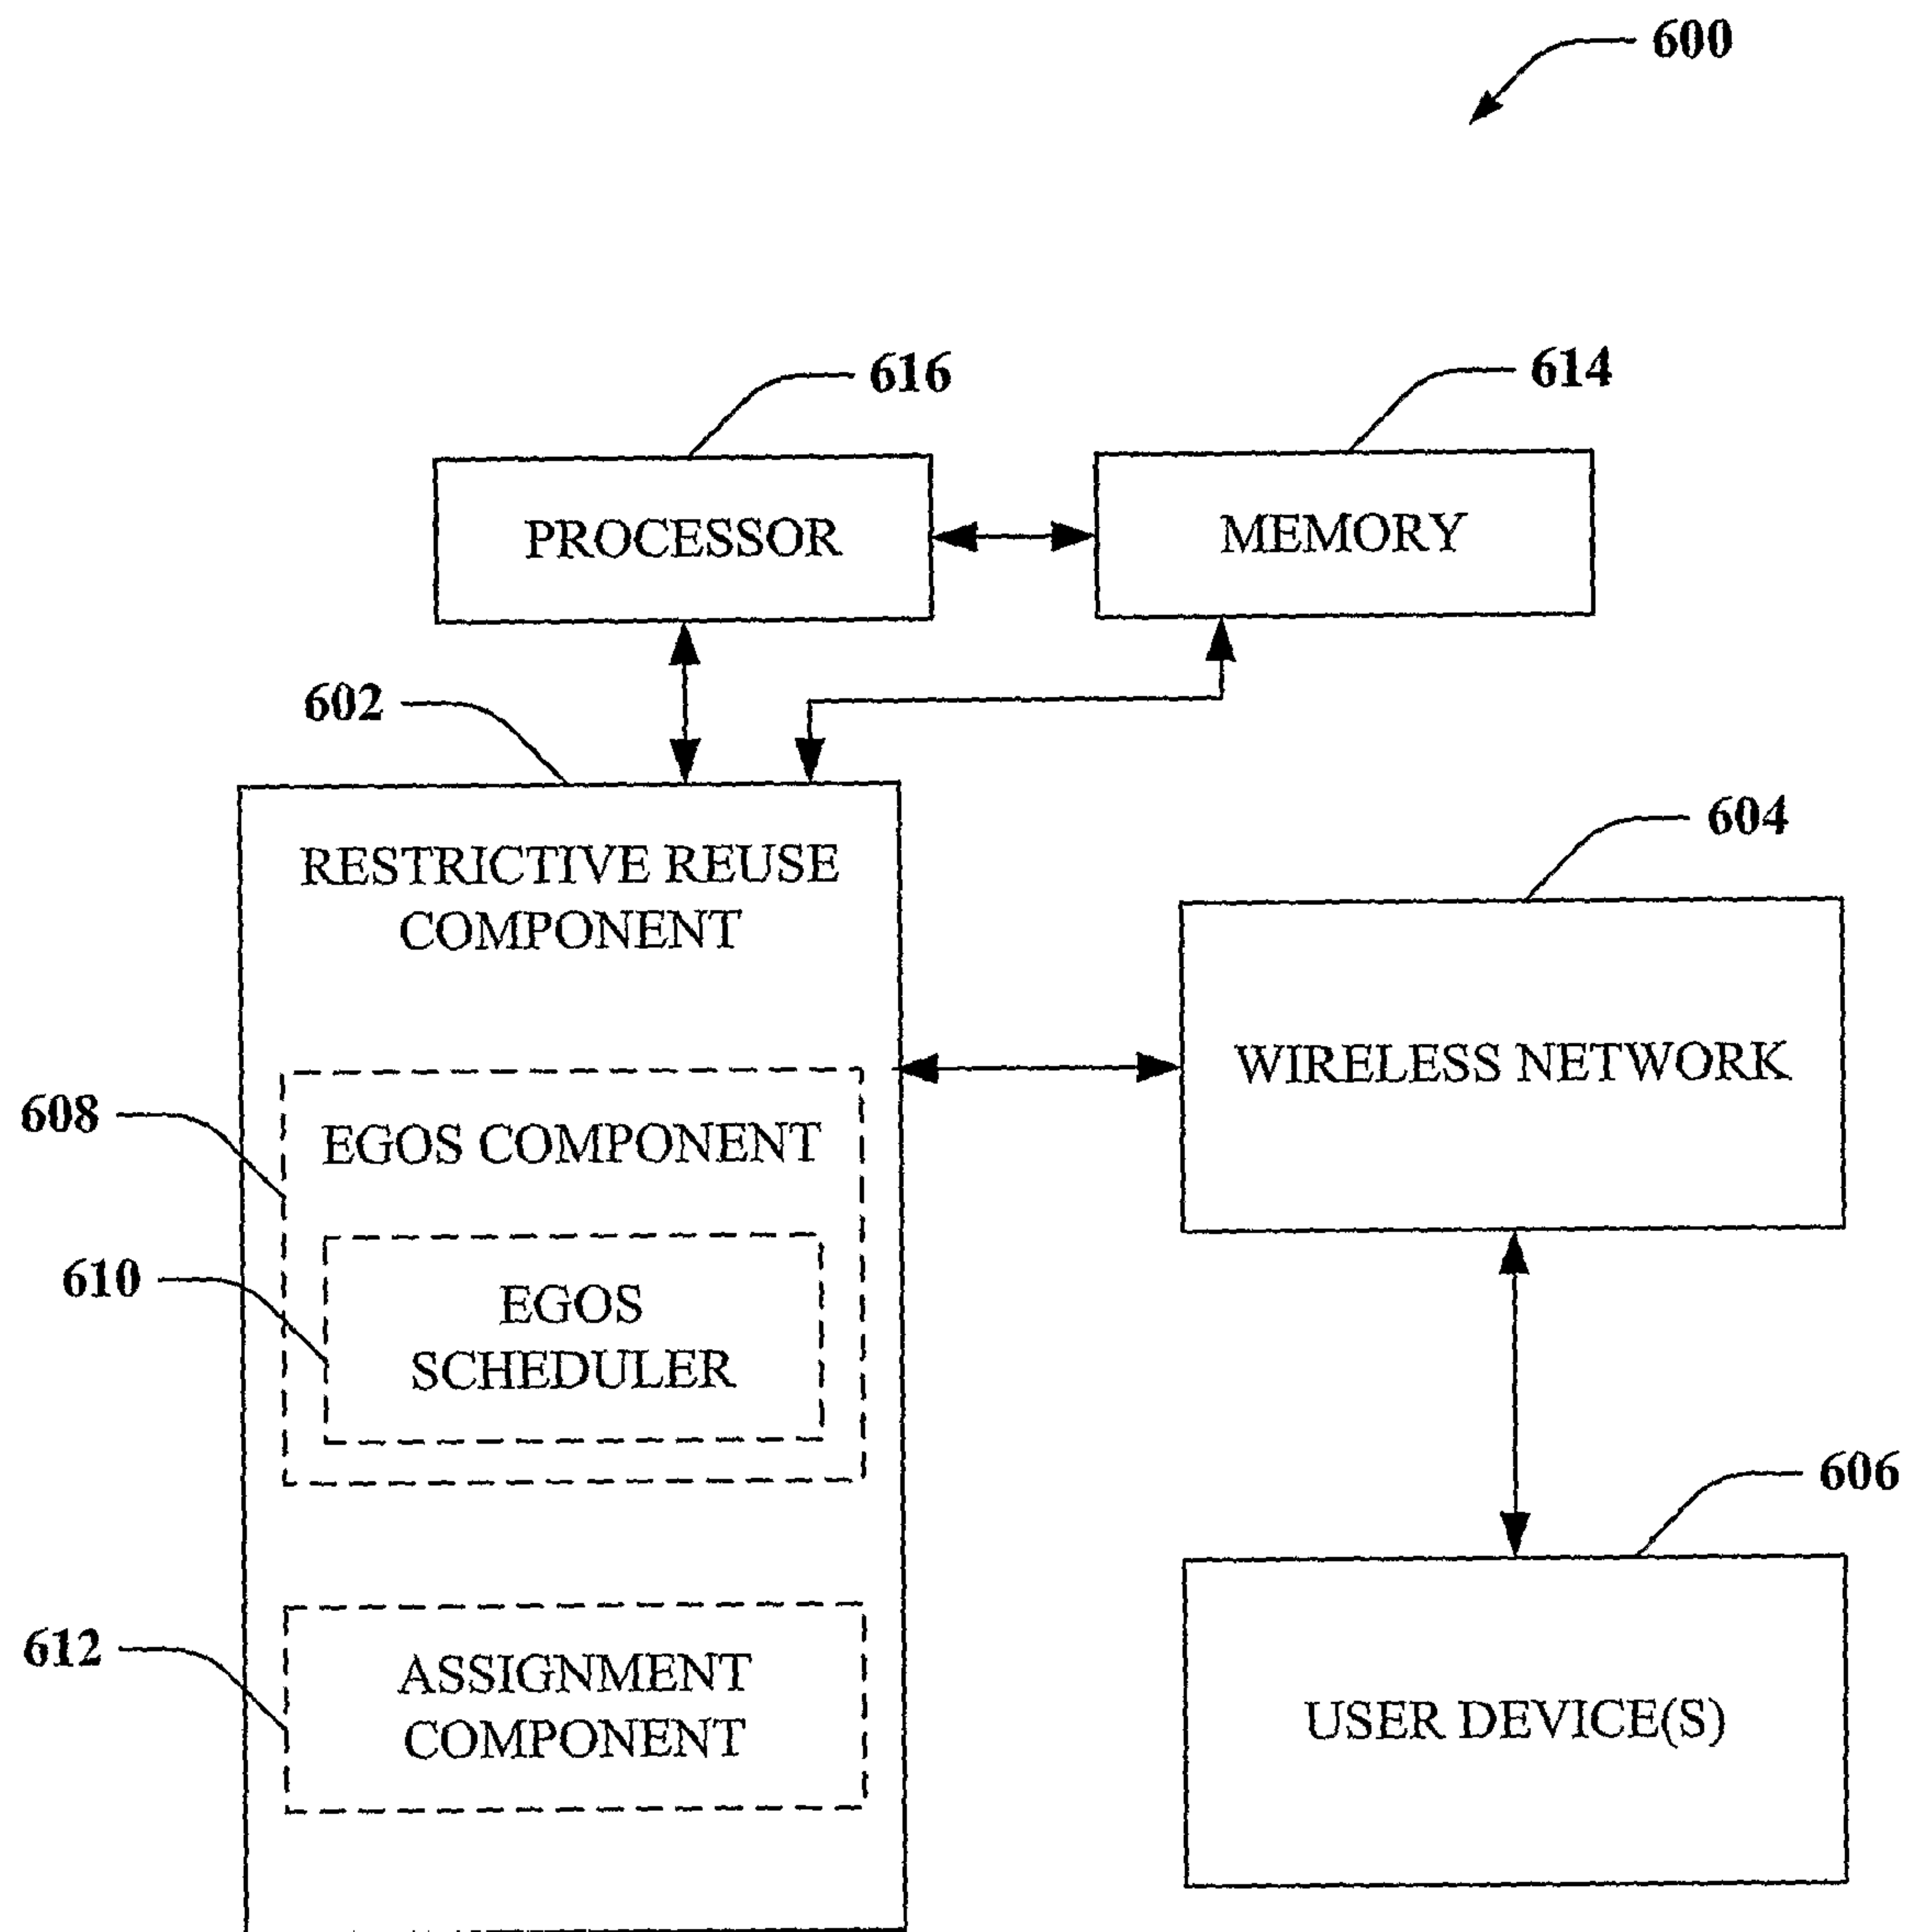 600
616
614
PROCESSOR
MEMORY
602
604
RESTRICTIVE REUSE
COMPONENT
WIRELESS NETWORK
608
EGOS COMPONENT
610
EGOS
SCHEDULER
606
612
ASSIGNMENT
COMPONENT
USER DEVICE(S)